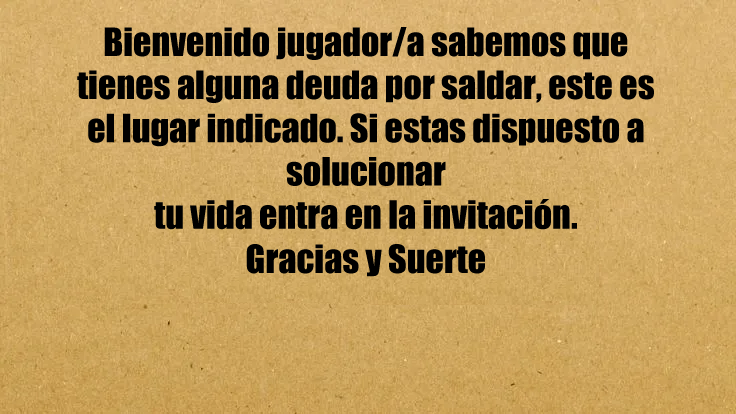 Bienvenido jugador/a sabemos que
tienes alguna deuda por saldar, este es
el lugar indicado. Si estas dispuesto a
solucionar
tu vida entra en la invitación.
Gracias y Suerte